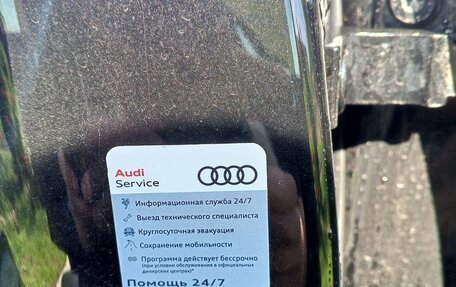 Audi
Service
Информационная служба 24/7
Выезд технического специалиста
Круглосуточная эвакуация
Сохранение мобильности
Программа действует бессрочно
(при условии обслуживания в официальных
дилерских центрах)*
Помощь 24/7